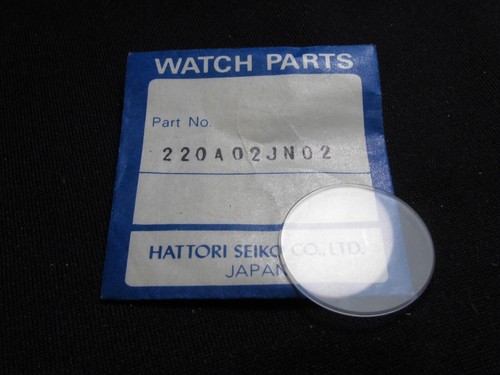 WATCH PARTS
Part No.
220A02JN02
HATTORI SEIKO CO., LTD.
JAPAN